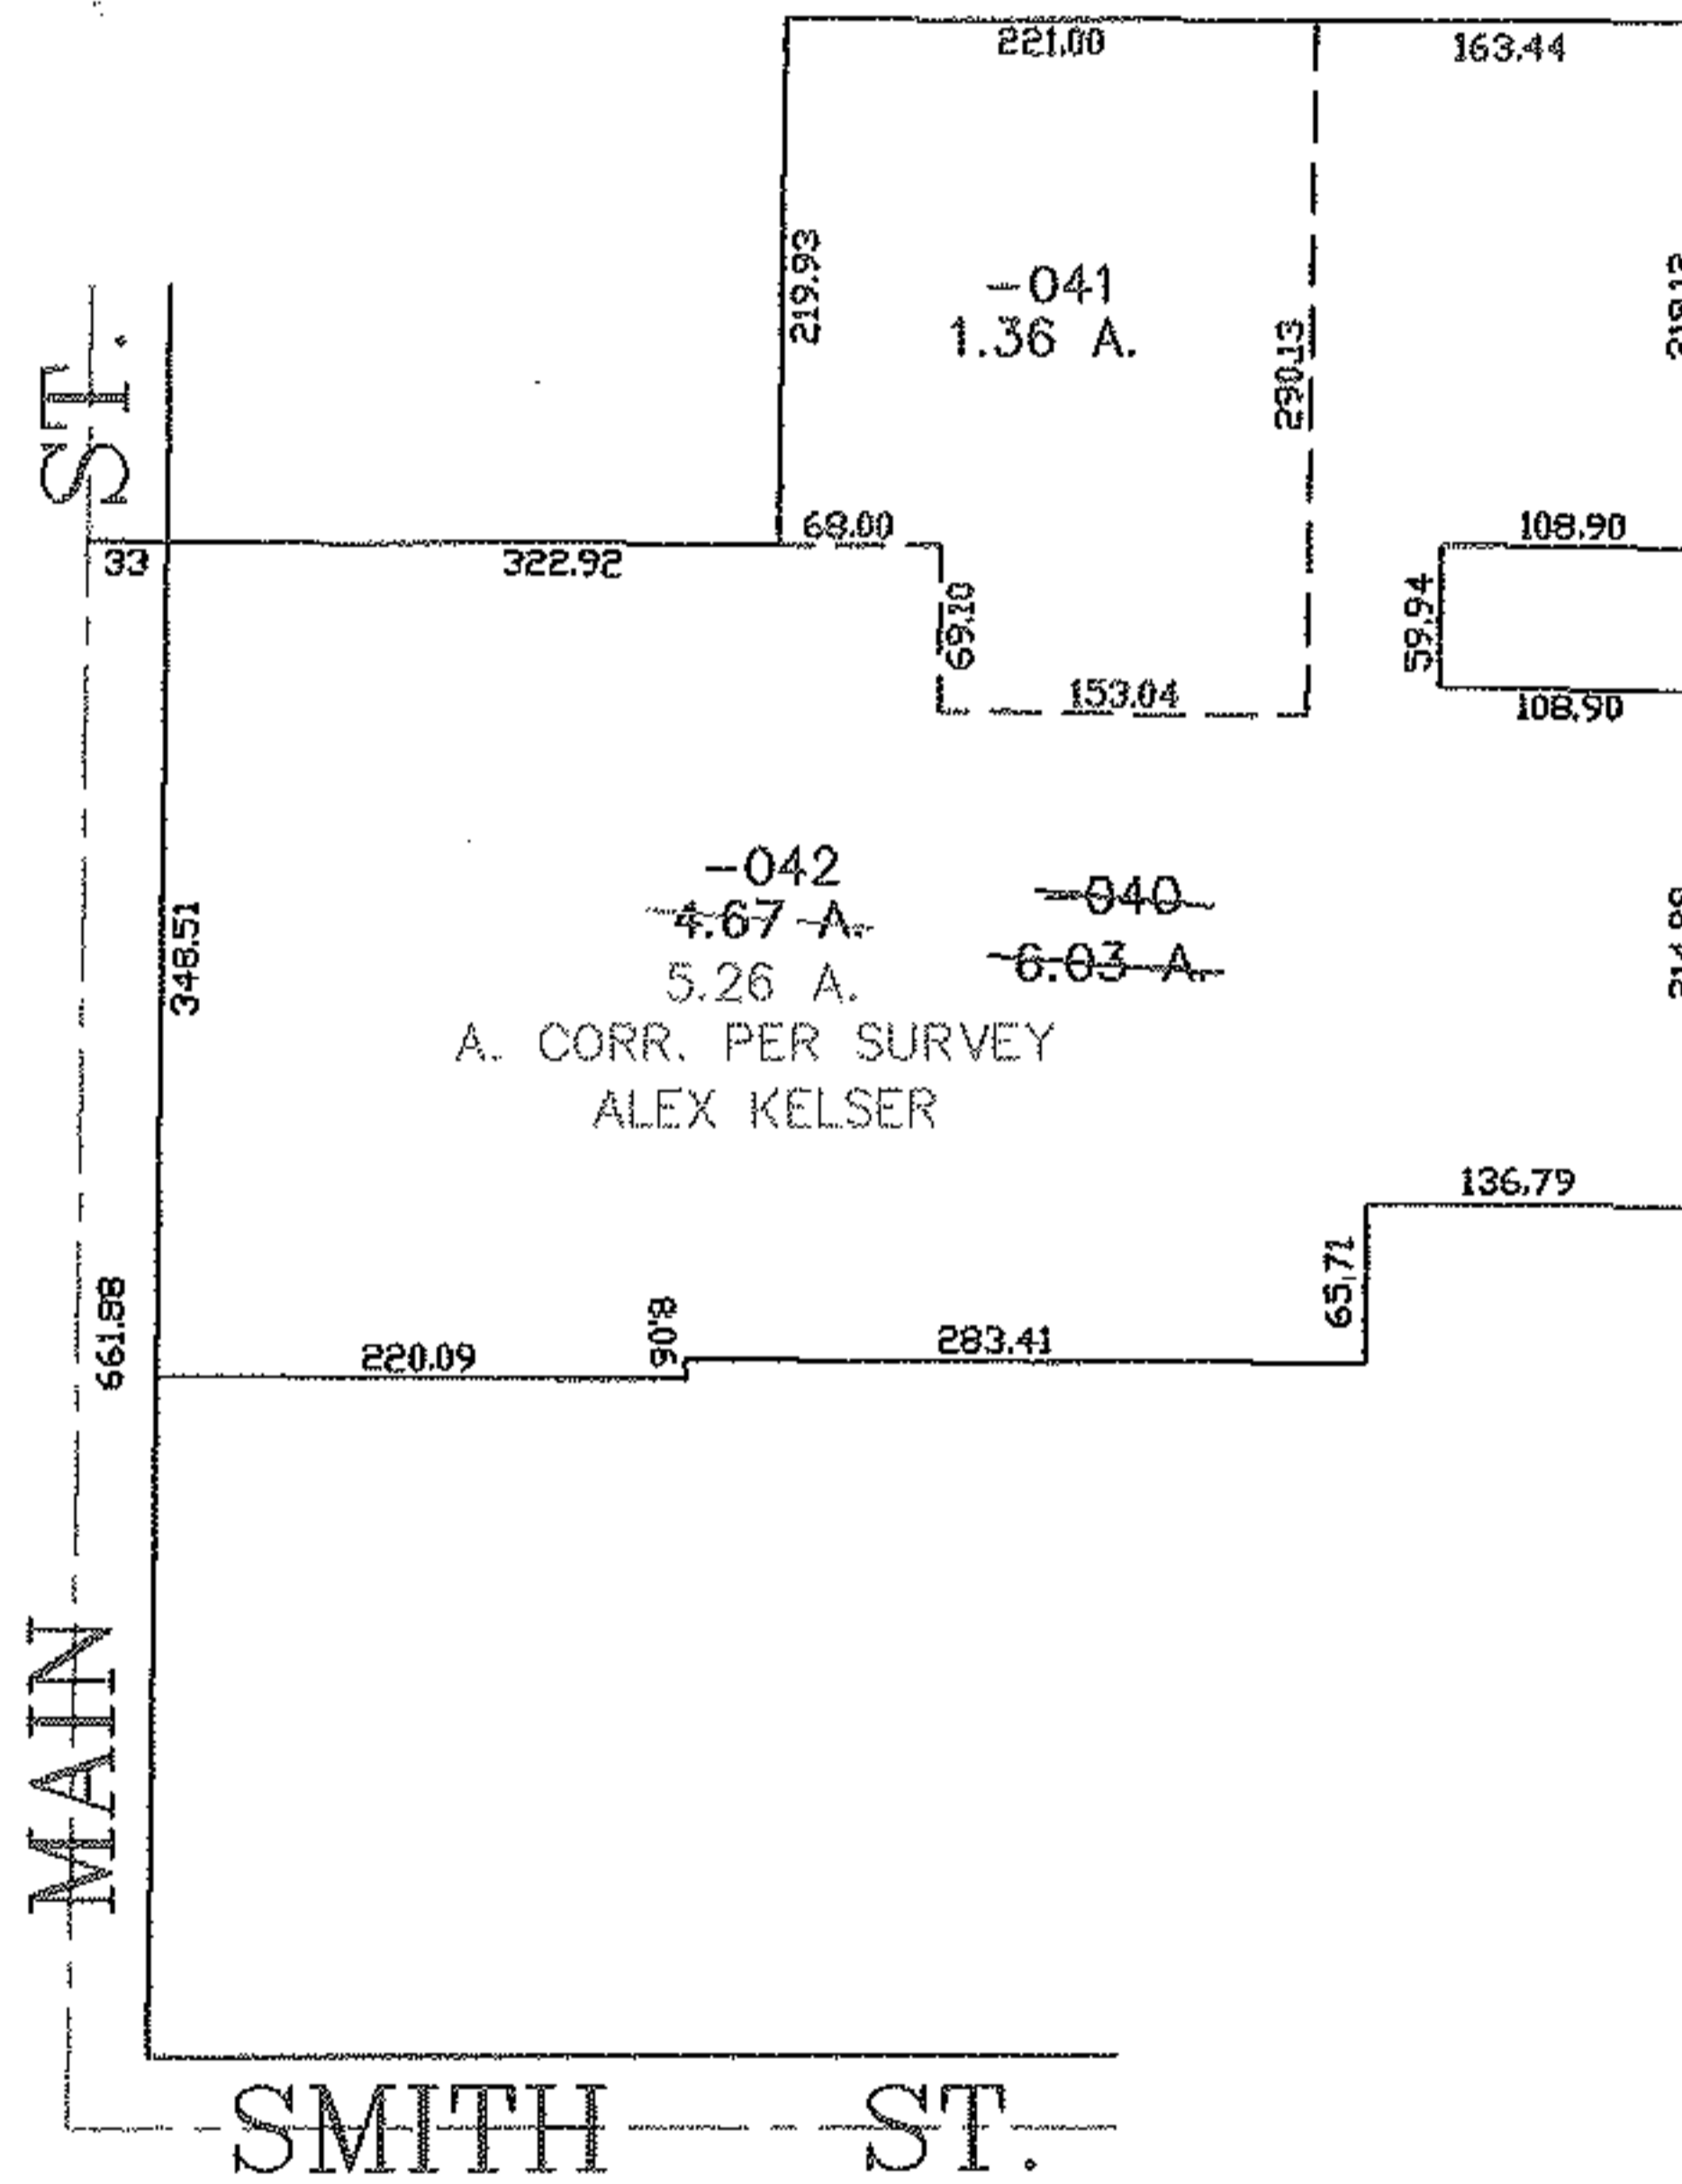 221.00
163.44
219.93
-041
1.36 A.
290.13
ST.
68.00
108.90
33
322.92
69.10
59.94
153.04
108.90
-042
-040
4.67 A.
6.03 A.
348.51
5.26 A.
A. CORR. PER SURVEY
ALEX KELSER
136.79
65.71
661.98
8.06
283.41
220.09
MAIN
SMITH ST.